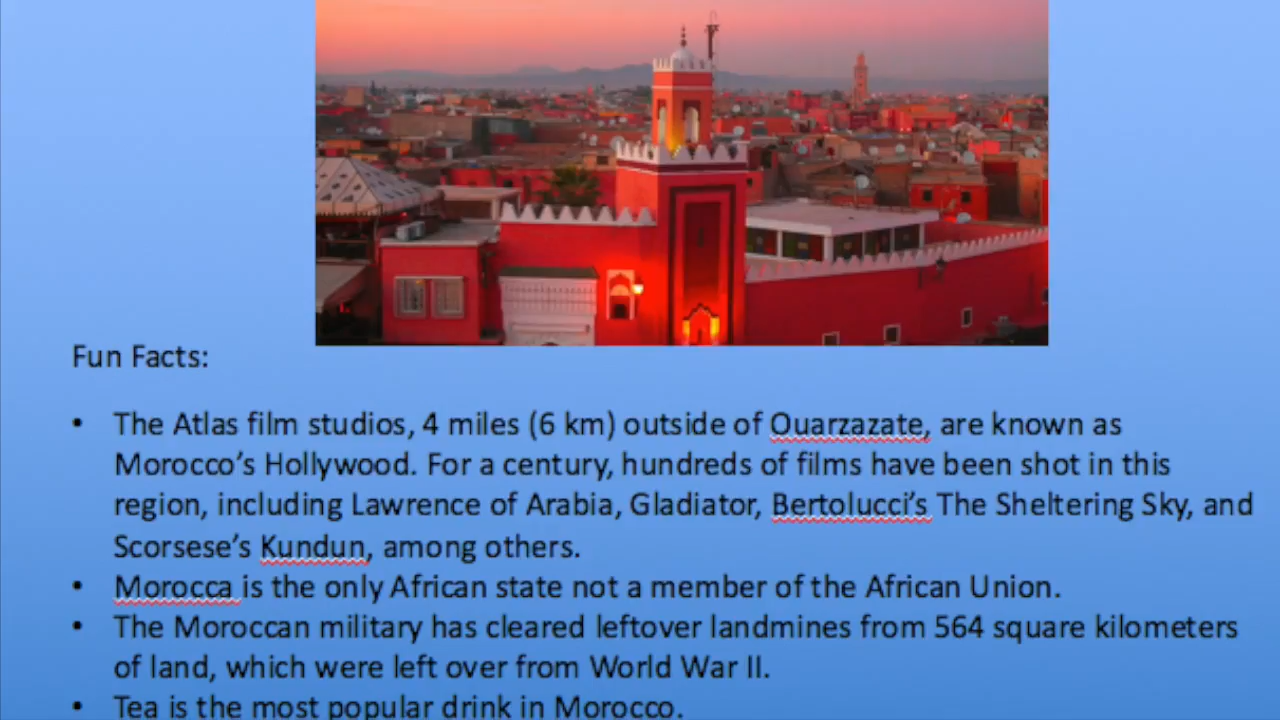 Fun Facts:
• The Atlas film studios, 4 miles (6 km) outside of Ouarzazate, are known as
Morocco’s Hollywood. For a century, hundreds of films have been shot in this
region, including Lawrence of Arabia, Gladiator, Bertolucci’s The Sheltering Sky, and
Scorsese’s Kundun, among others.
• Morocca is the only African state not a member of the African Union.
• The Moroccan military has cleared leftover landmines from 564 square kilometers
of land, which were left over from World War II.
• Tea is the most popular drink in Morocco.